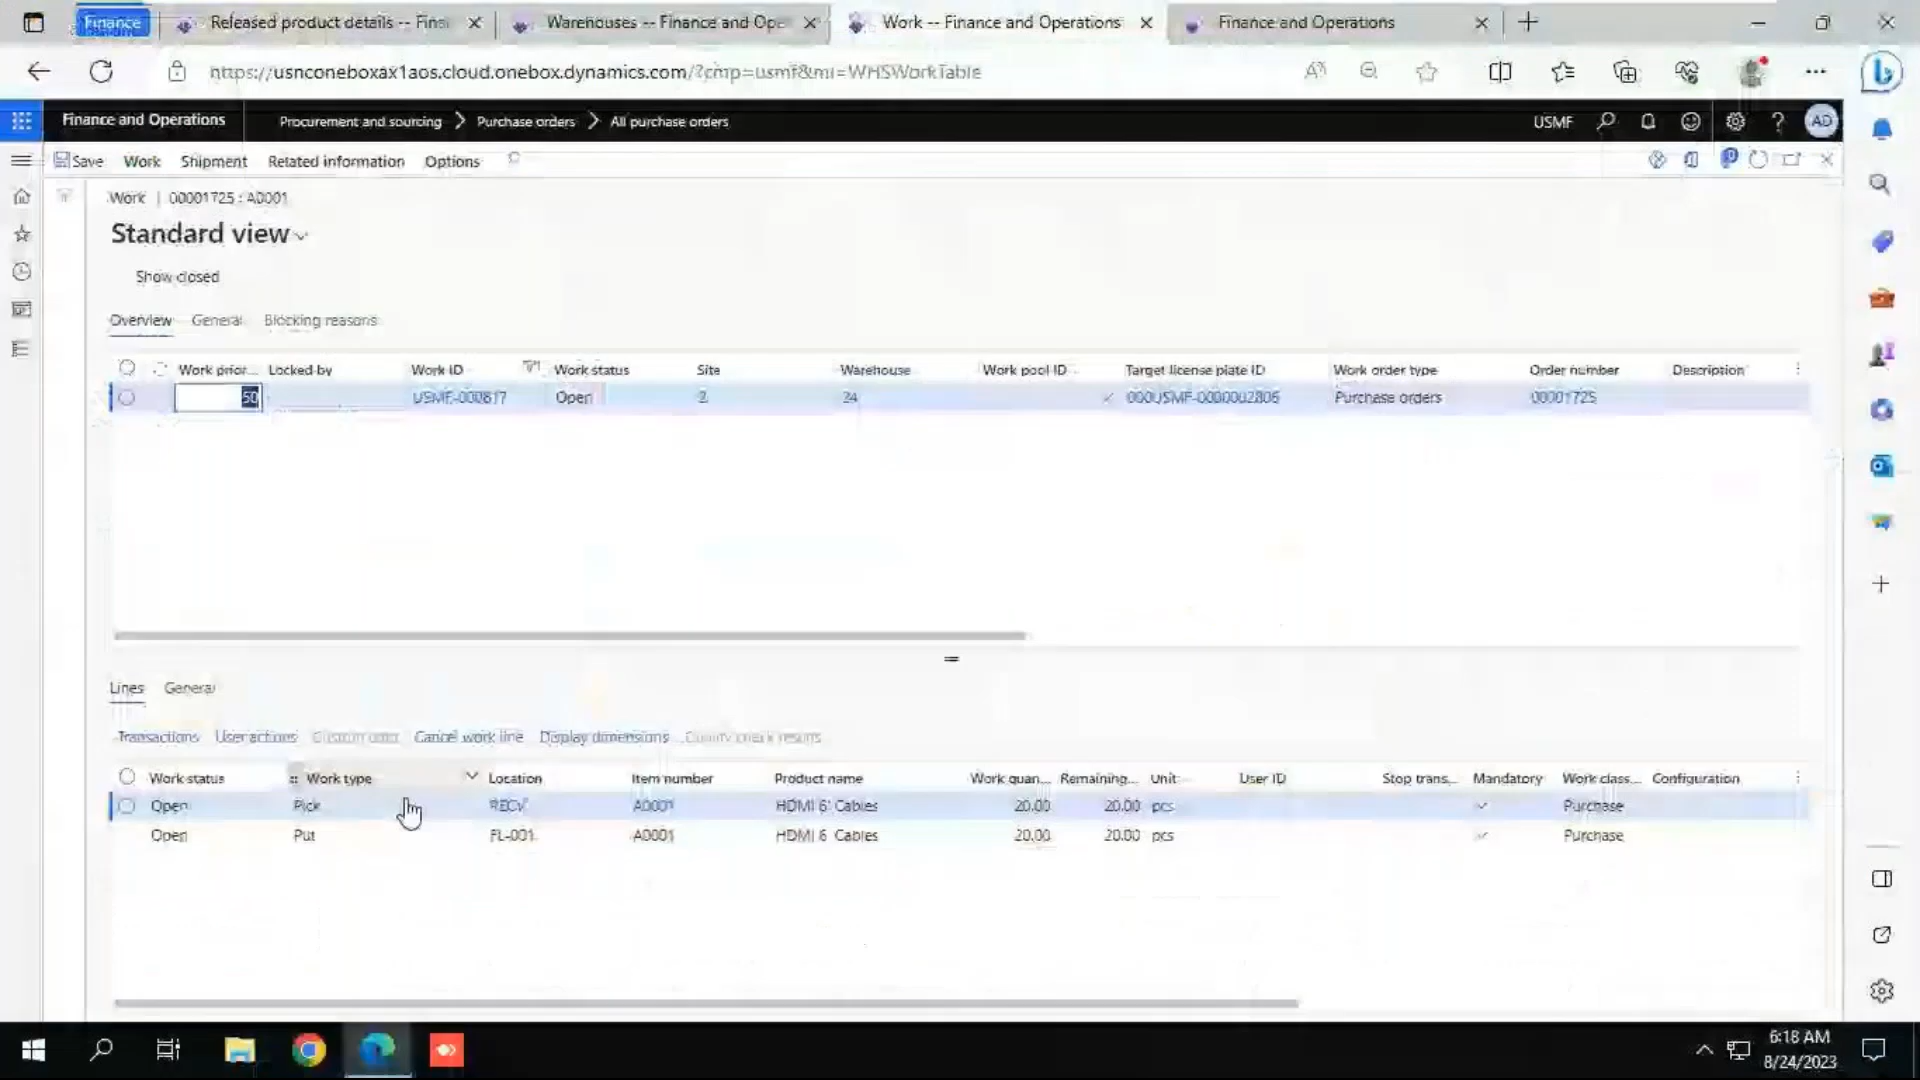 Finance
Released product details -- Finan
Warehouses -- Finance and Ope
Work -- Finance and Operations
Finance and Operations
https://usnconeboxax1aos.cloud.onebox.dynamics.com/?cmp=usmf&mi=WHSWorkTable
Finance and Operations
Procurement and sourcing > Purchase orders > All purchase orders
USMF
AD
Save Work Shipment Related information Options
Work | 00001725 : A0001
Standard view
Show closed
Overview General Blocking reasons
Work prior... Locked by Work ID Work status Site Warehouse Work pool ID Target license plate ID Work order type Order number Description
50 USMF-000817 Open 2 24 000USMF-0000002806 Purchase orders 00001725
Lines General
Transactions User actions Custom data Cancel work line Display dimensions Quality check results
Work status Work type Location Item number Product name Work quan... Remaining... Unit User ID Stop trans... Mandatory Work class... Configuration
Open Pick RECV A0001 HDMI 6' Cables 20.00 20.00 pcs Purchase
Open Put FL-001 A0001 HDMI 6' Cables 20.00 20.00 pcs Purchase
6:18 AM
8/24/2023